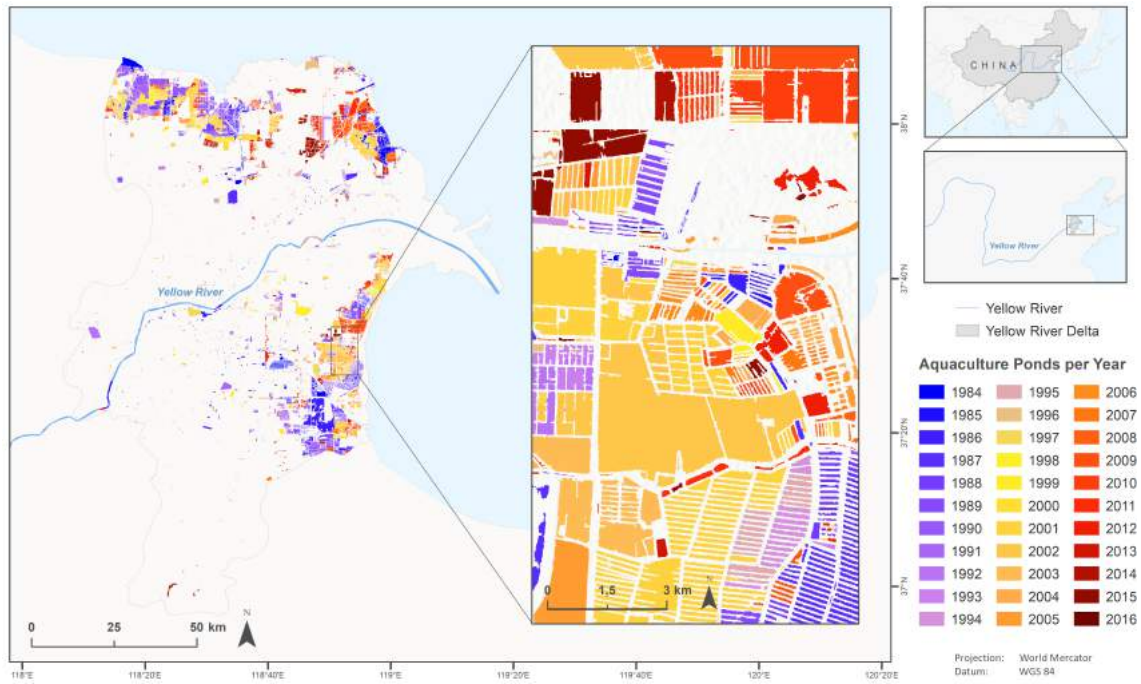 Yellow River
N
0 25 50 km
0 1,5 3 km
N
118°E 118°20'E 118°40'E 119°E 119°20'E 119°40'E 120°E 120°20'E
38°N
37°40'N
37°20'N
37°N
CHINA
Yellow River
Yellow River
Yellow River Delta
Aquaculture Ponds per Year
1984 1995 2006
1985 1996 2007
1986 1997 2008
1987 1998 2009
1988 1999 2010
1989 2000 2011
1990 2001 2012
1991 2002 2013
1992 2003 2014
1993 2004 2015
1994 2005 2016
Projection: World Mercator
Datum: WGS 84